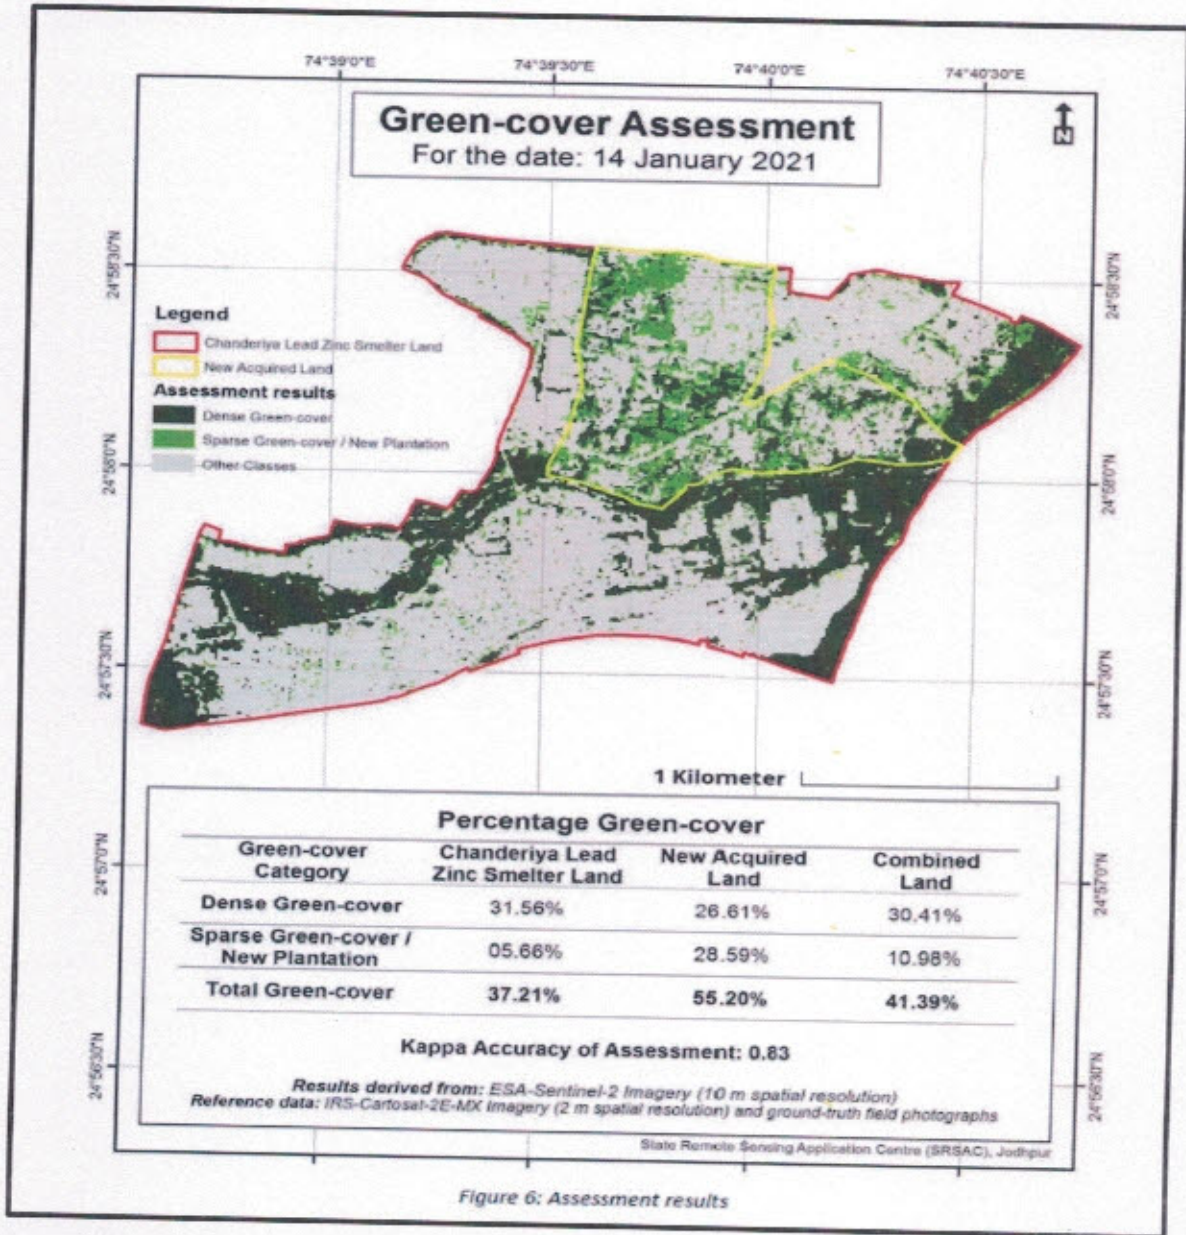 74°39'0"E 74°39'30"E 74°40'0"E 74°40'30"E
Green-cover Assessment
For the date: 14 January 2021
N
24°58'30"N
24°58'30"N
Legend
Chanderiya Lead Zinc Smelter Land
New Acquired Land
Assessment results
Dense Green-cover
Sparse Green-cover / New Plantation
Other Classes
24°58'0"N
24°58'0"N
24°57'30"N
24°57'30"N
1 Kilometer
Percentage Green-cover
Green-cover Category Chanderiya Lead Zinc Smelter Land New Acquired Land Combined Land
Dense Green-cover 31.56% 26.61% 30.41%
Sparse Green-cover / New Plantation 05.66% 28.59% 10.98%
Total Green-cover 37.21% 55.20% 41.39%
24°57'0"N
24°57'0"N
Kappa Accuracy of Assessment: 0.83
Results derived from: ESA-Sentinel-2 Imagery (10 m spatial resolution)
Reference data: IRS-Cartosat-2E-MX Imagery (2 m spatial resolution) and ground-truth field photographs
24°56'30"N
24°56'30"N
State Remote Sensing Application Centre (SRSAC), Jodhpur
Figure 6: Assessment results